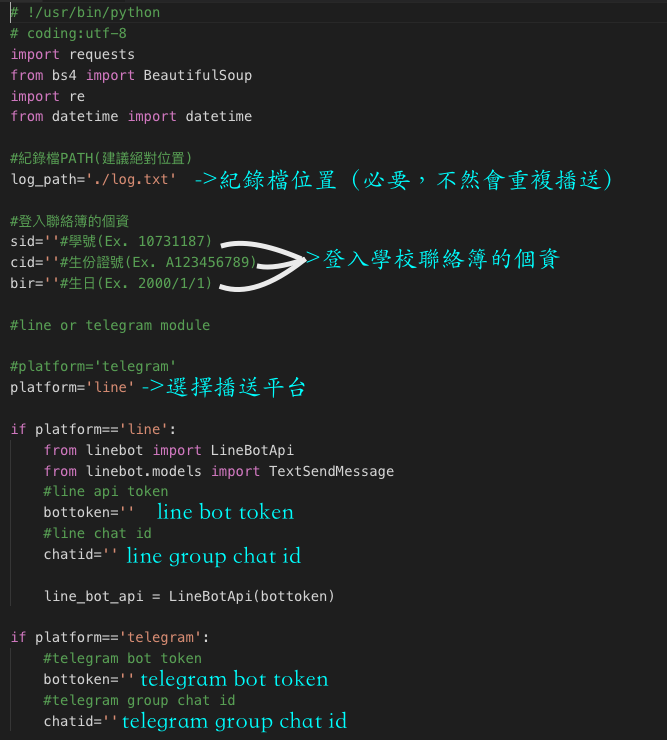 # !/usr/bin/python
# coding:utf-8
import requests
from bs4 import BeautifulSoup
import re
from datetime import datetime
#紀錄檔PATH(建議絕對位置)
log_path='./log.txt' ->紀錄檔位置（必要，不然會重複播送）
#登入聯絡簿的個資
sid=''#學號(Ex. 10731187)
cid=''#生份證號(Ex. A123456789) ->登入學校聯絡簿的個資
bir=''#生日(Ex. 2000/1/1)
#line or telegram module
#platform='telegram'
platform='line' ->選擇播送平台
if platform=='line':
from linebot import LineBotApi
from linebot.models import TextSendMessage
#line api token
bottoken='' line bot token
#line chat id
chatid='' line group chat id
line_bot_api = LineBotApi(bottoken)
if platform=='telegram':
#telegram bot token
bottoken='' telegram bot token
#telegram group chat id
chatid='' telegram group chat id